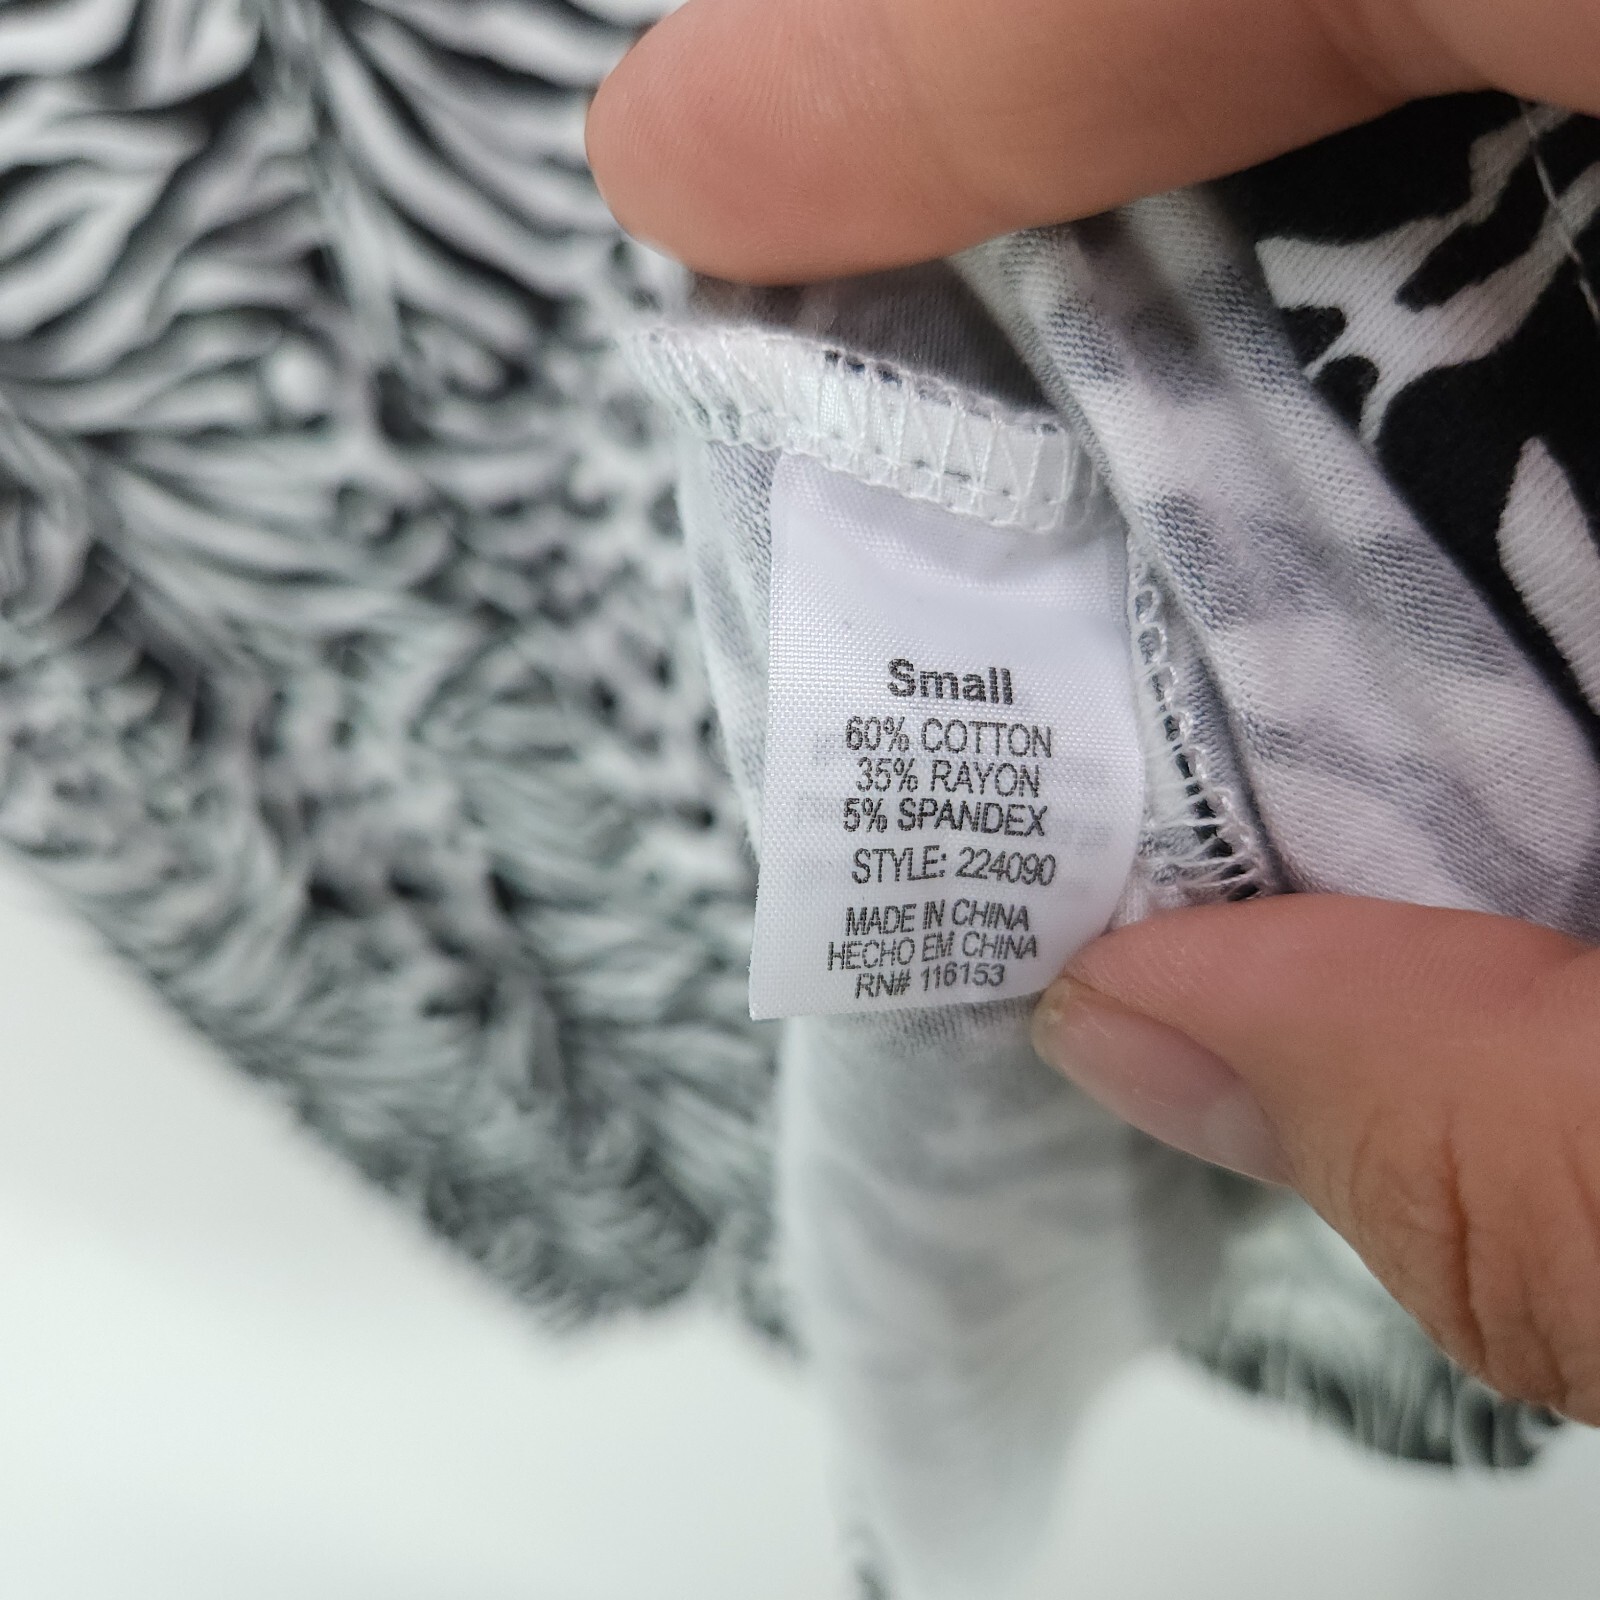 Small
60% COTTON
35% RAYON
5% SPANDEX
STYLE: 224090
MADE IN CHINA
HECHO EM CHINA
RN# 116153